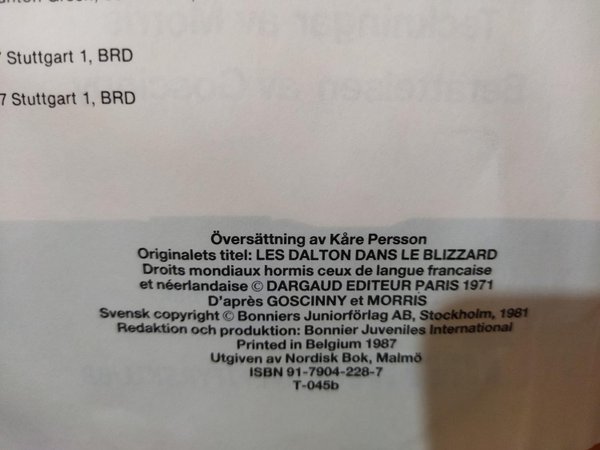 7 Stuttgart 1, BRD
7 Stuttgart 1, BRD
Översättning av Kåre Persson
Originalets titel: LES DALTON DANS LE BLIZZARD
Droits mondiaux hormis ceux de langue francaise
et néerlandaise © DARGAUD EDITEUR PARIS 1971
D'après GOSCINNY et MORRIS
Svensk copyright © Bonniers Juniorförlag AB, Stockholm, 1981
Redaktion och produktion: Bonnier Juveniles International
Printed in Belgium 1987
Utgiven av Nordisk Bok, Malmö
ISBN 91-7904-228-7
T-045b